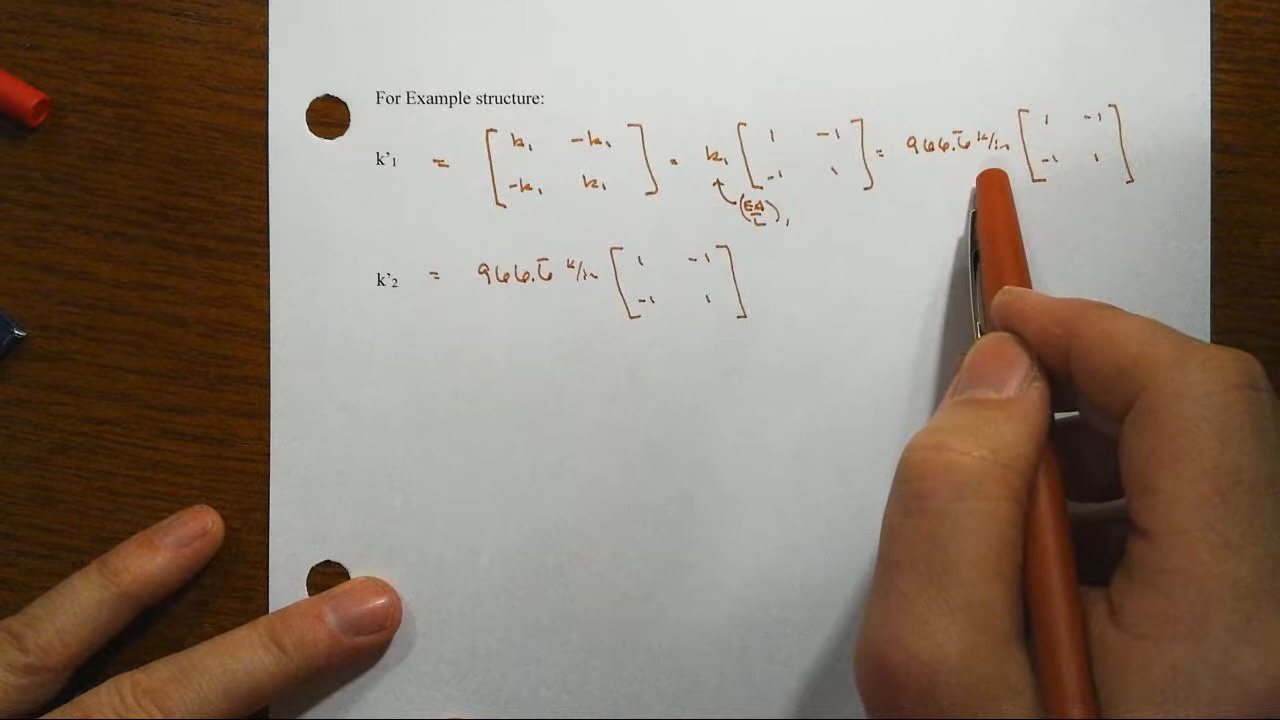 For Example structure:
k'₁ = [ k₁ -k₁ ; -k₁ k₁ ] = k₁ [ 1 -1 ; -1 1 ] = 966.6̅ k/in [ 1 -1 ; -1 1 ]
(EA/L)₁
k'₂ = 966.6̅ k/in [ 1 -1 ; -1 1 ]